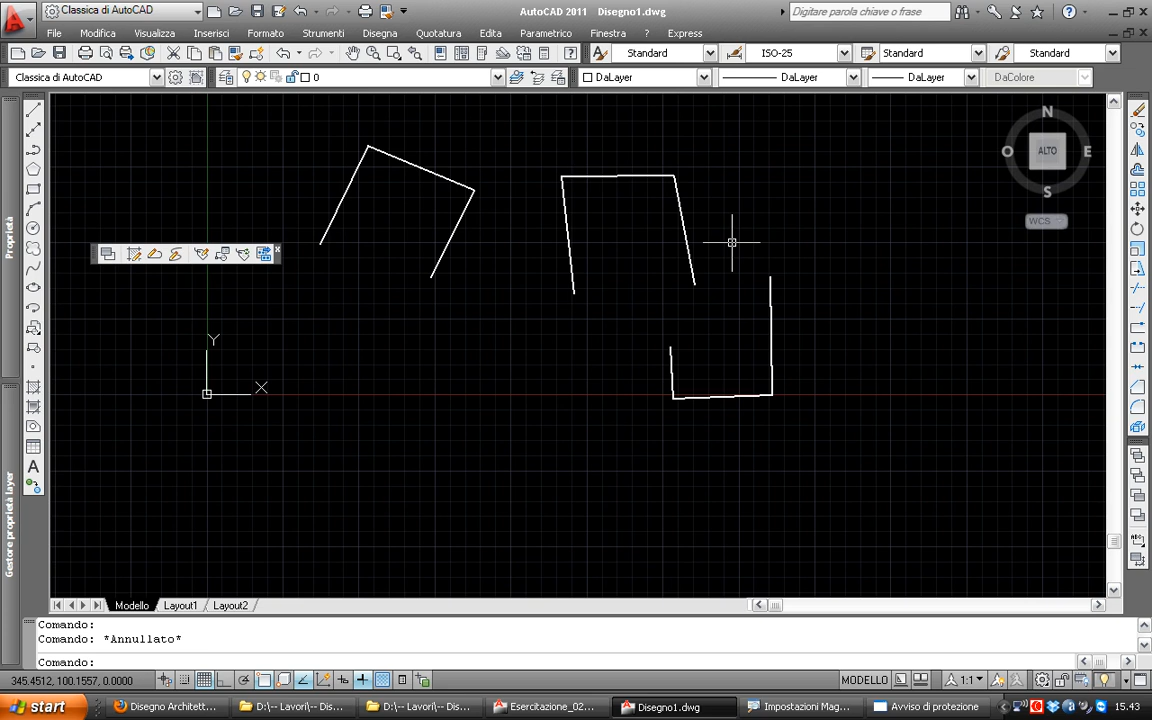 Classica di AutoCAD
AutoCAD 2011 Disegno1.dwg
Digitare parola chiave o frase
File Modifica Visualizza Inserisci Formato Strumenti Disegna Quotatura Edita Parametrico Finestra ? Express
Standard ISO-25 Standard Standard
Classica di AutoCAD 0 DaLayer DaLayer DaLayer DaColore
Proprietà
Gestore proprietà layer
N
O ALTO E
S
WCS
Y
X
A
Modello Layout1 Layout2
Comando:
Comando: *Annullato*
Comando:
345.4512, 100.1557, 0.0000 MODELLO 1:1
start Disegno Architett... D:\-- Lavori\-- Dis... D:\-- Lavori\-- Dis... Esercitazione_02... Disegno1.dwg Impostazioni Mag... Avviso di protezione 15.43